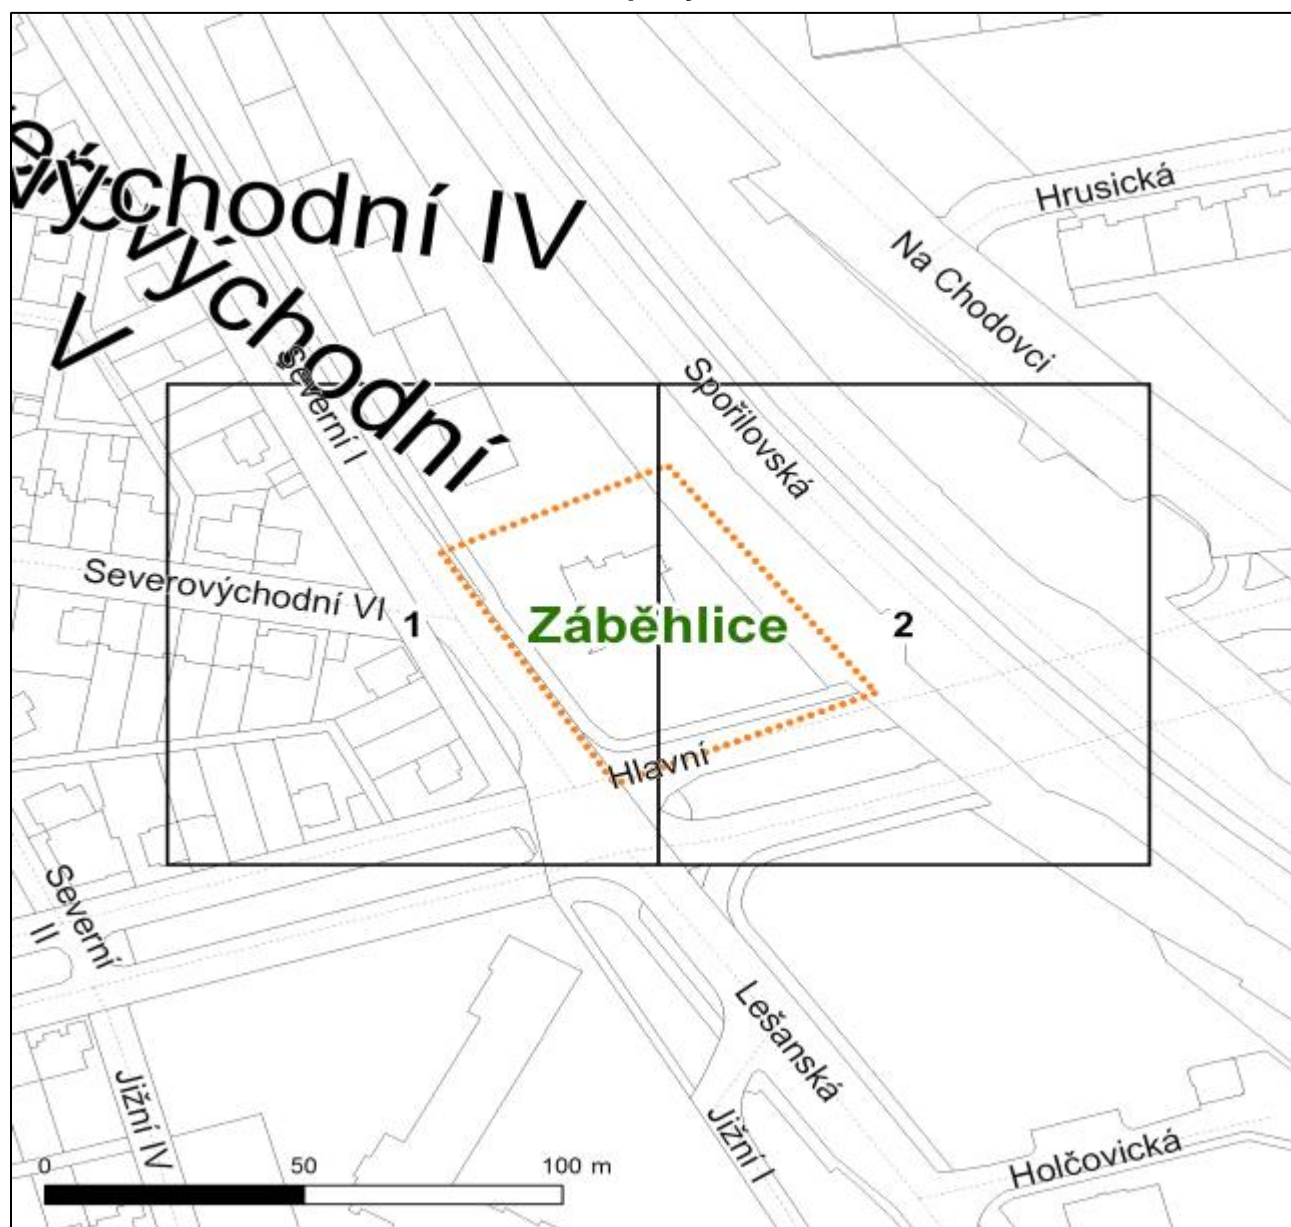 východní IV
východní
V
Hrusická
Na Chodovci
Severní I
Spořilovská
Severovýchodní VI
1
Záběhlice
2
Hlavní
Severní
II
Lešanská
Jižní IV
Jižní I
Holčovická
0 50 100 m